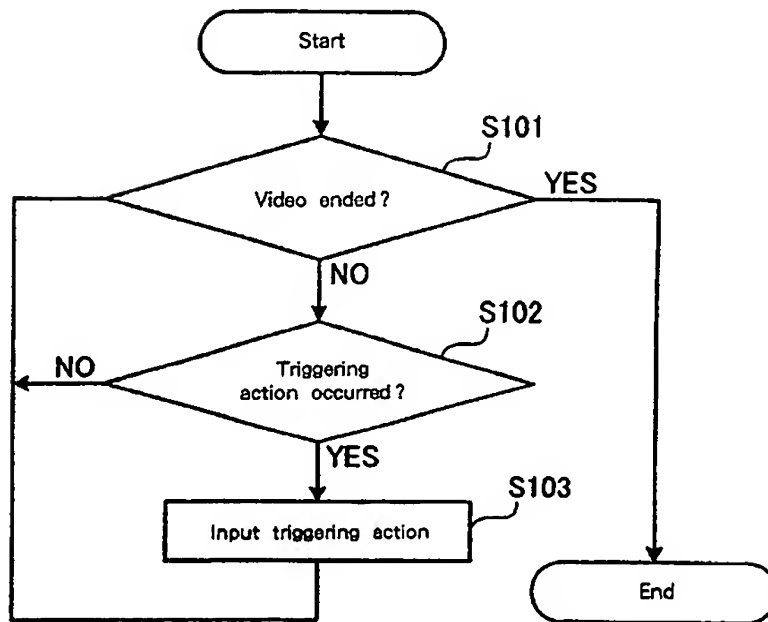 Start
S101
Video ended?
YES
NO
S102
Triggering
action occurred?
NO
YES
S103
Input triggering action
End